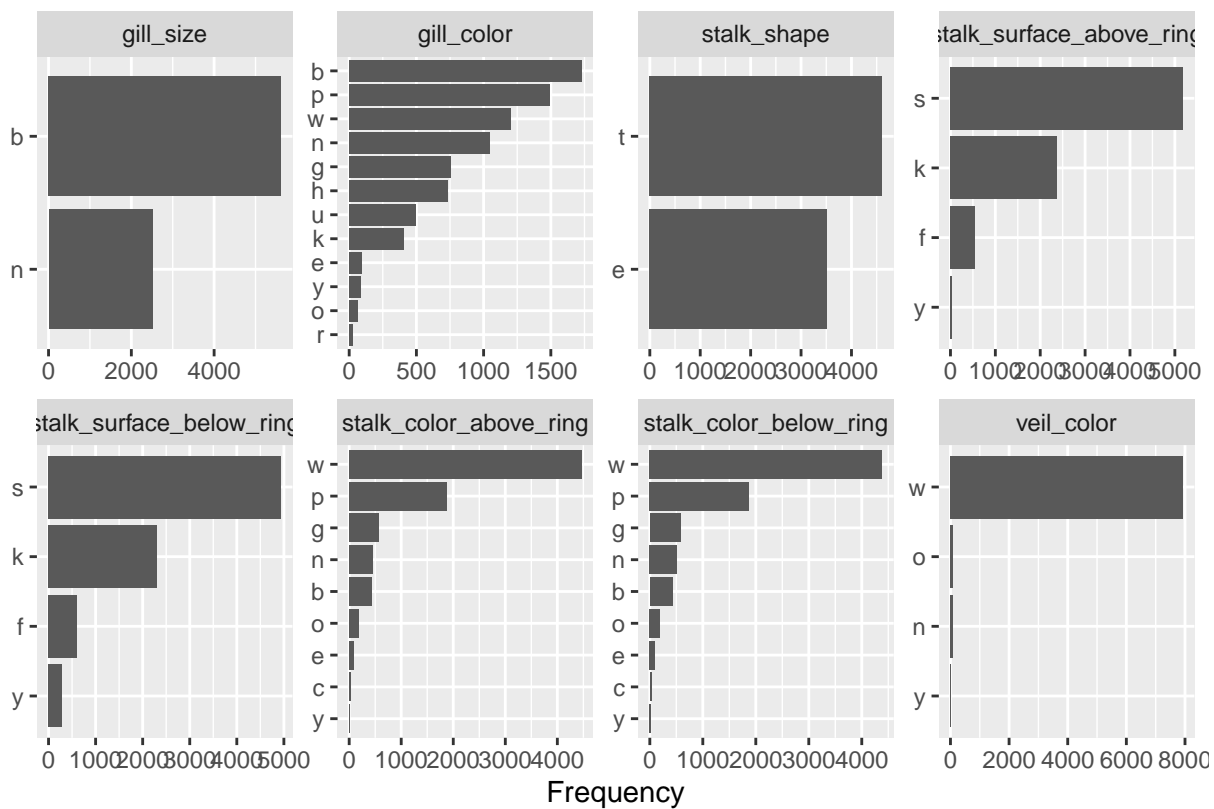 gill_size
b
n
0 2000 4000
gill_color
b
p
w
n
g
h
u
k
e
y
o
r
0 500 1000 1500
stalk_shape
t
e
0 1000 2000 3000 4000
stalk_surface_above_ring
s
k
f
y
0 1000 2000 3000 4000 5000
stalk_surface_below_ring
s
k
f
y
0 1000 2000 3000 4000 5000
stalk_color_above_ring
w
p
g
n
b
o
e
c
y
0 1000 2000 3000 4000
stalk_color_below_ring
w
p
g
n
b
o
e
c
y
0 1000 2000 3000 4000
veil_color
w
o
n
y
0 2000 4000 6000 8000
Frequency